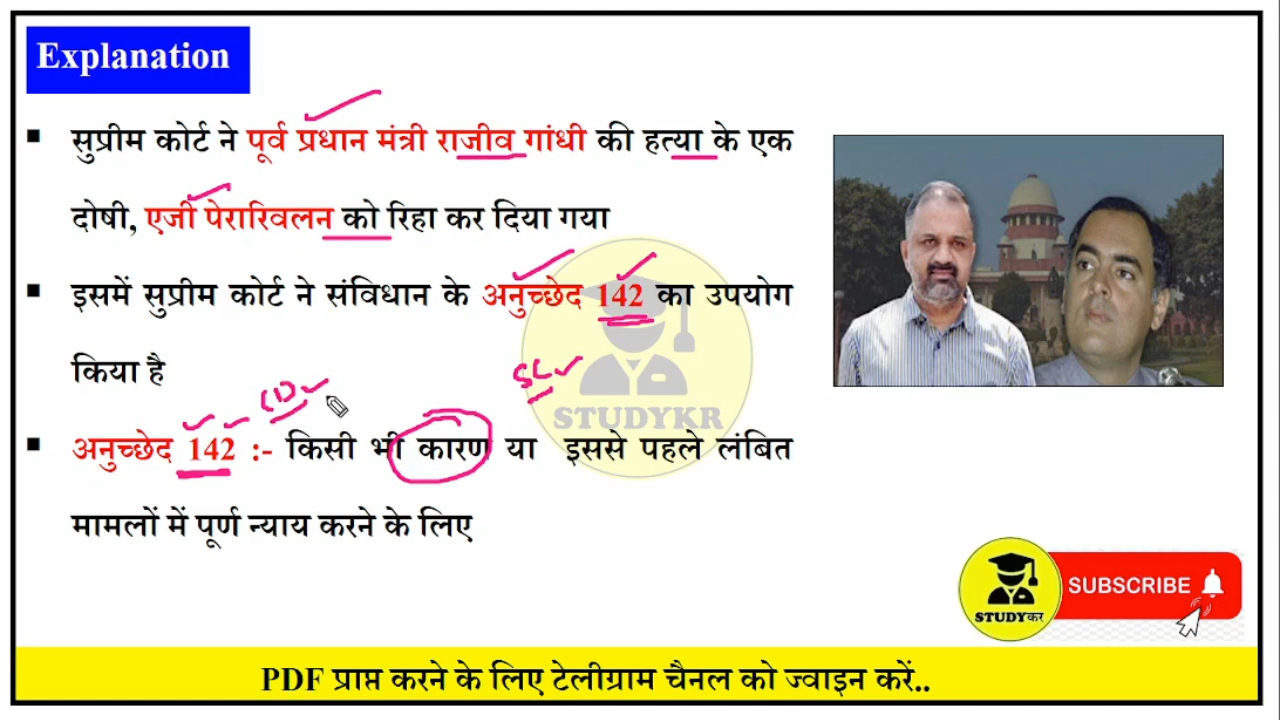 Explanation
सुप्रीम कोर्ट ने पूर्व प्रधान मंत्री राजीव गांधी की हत्या के एक
दोषी, एजी पेरारिवलन को रिहा कर दिया गया
इसमें सुप्रीम कोर्ट ने संविधान के अनुच्छेद 142 का उपयोग
किया है
SC
STUDYKR
अनुच्छेद 142 :- किसी भी कारण या इससे पहले लंबित
मामलों में पूर्ण न्याय करने के लिए
SUBSCRIBE
STUDYकर
PDF प्राप्त करने के लिए टेलीग्राम चैनल को ज्वाइन करें..